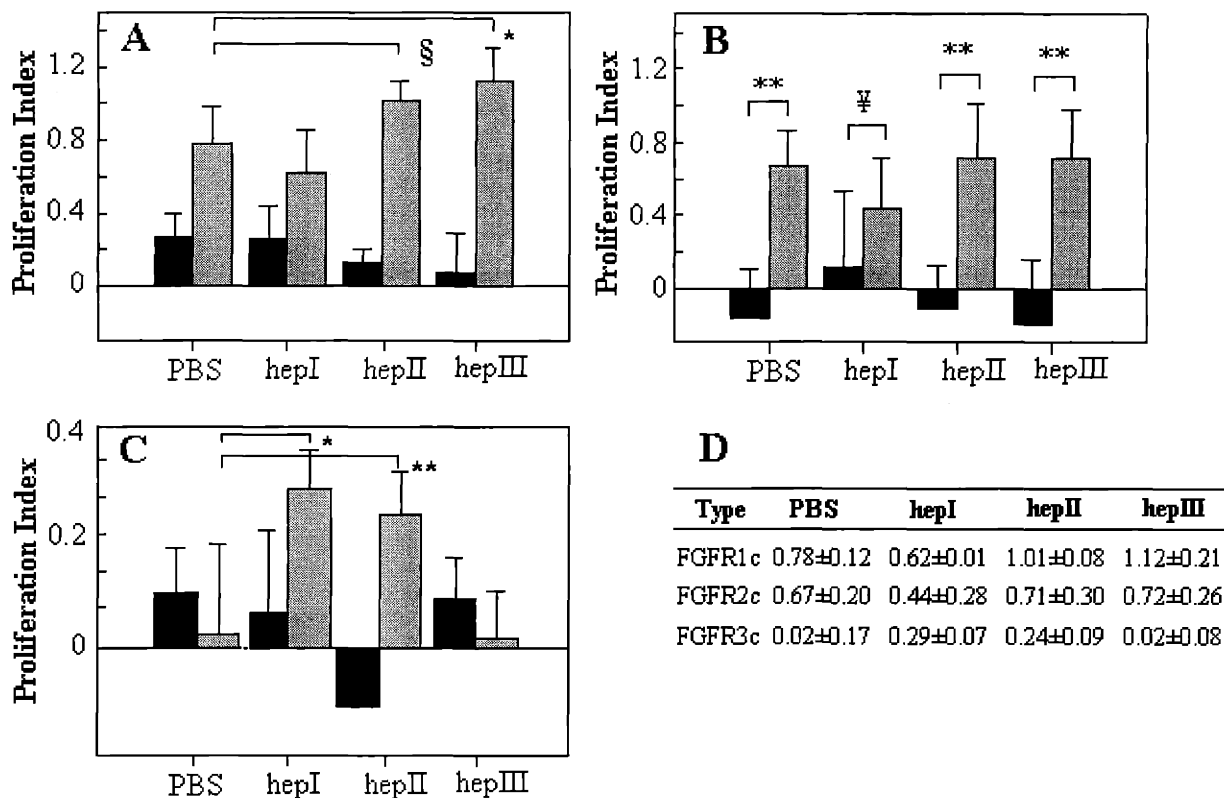 A
Proliferation Index
1.2
0.8
0.4
0
§
*
PBS hepI hepII hepIII
B
Proliferation Index
1.2
0.8
0.4
0
** ¥ ** **
PBS hepI hepII hepIII
C
Proliferation Index
0.4
0.2
0
*
**
PBS hepI hepII hepIII
D
Type PBS hepI hepII hepIII
FGFR1c 0.78±0.12 0.62±0.01 1.01±0.08 1.12±0.21
FGFR2c 0.67±0.20 0.44±0.28 0.71±0.30 0.72±0.26
FGFR3c 0.02±0.17 0.29±0.07 0.24±0.09 0.02±0.08